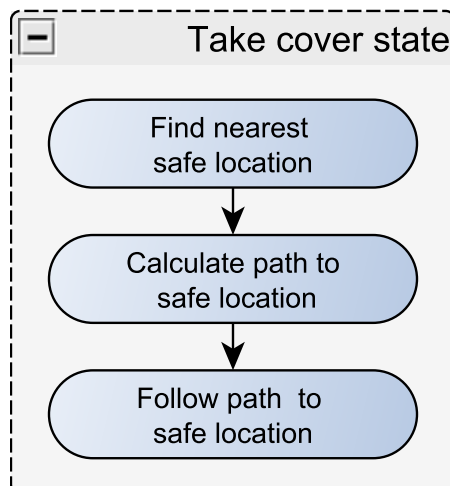 Take cover state
Find nearest
safe location
Calculate path to
safe location
Follow path to
safe location